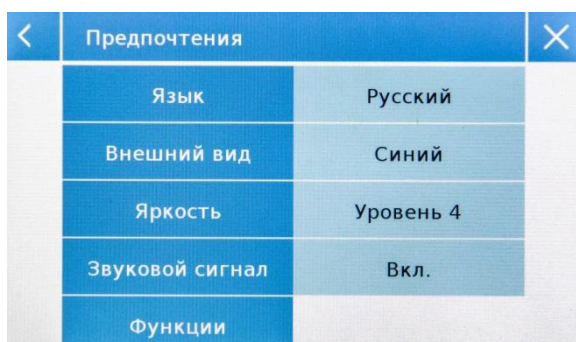 Предпочтения
Язык Русский
Внешний вид Синий
Яркость Уровень 4
Звуковой сигнал Вкл.
Функции